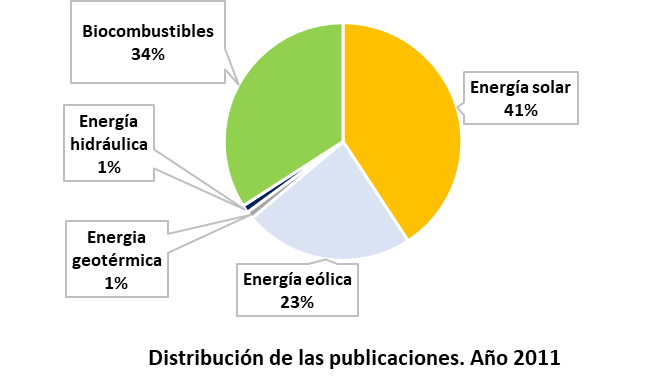 Biocombustibles
34%
Energía solar
41%
Energía
hidráulica
1%
Energia
geotérmica
1%
Energía eólica
23%
Distribución de las publicaciones. Año 2011